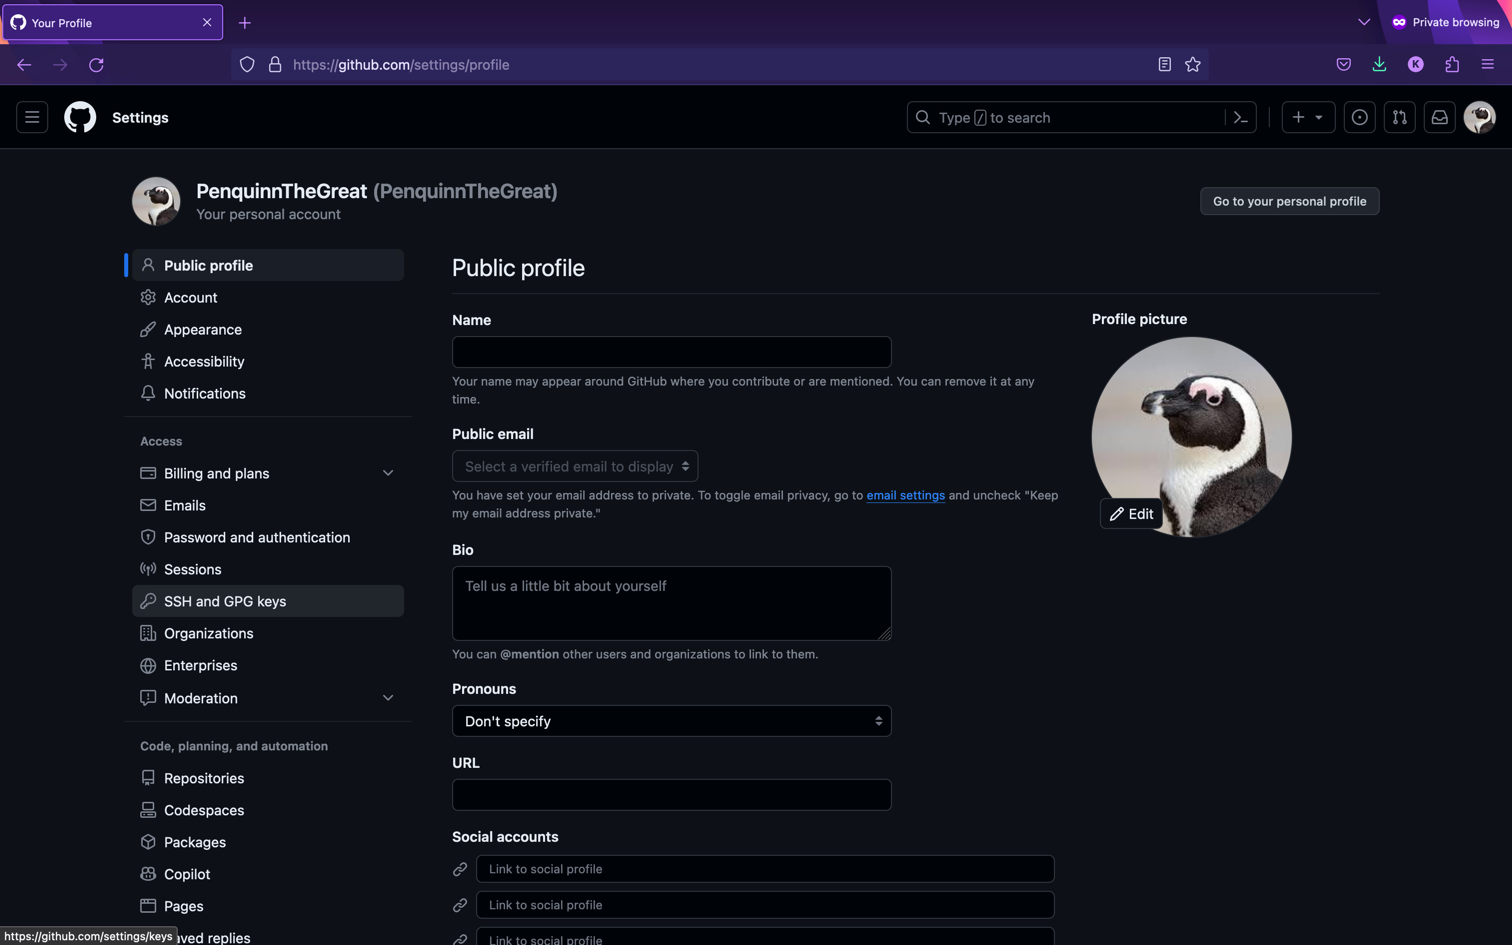 Your Profile
Private browsing
https://github.com/settings/profile
K
Settings
Type / to search
PenquinnTheGreat (PenquinnTheGreat)
Your personal account
Go to your personal profile
Public profile
Account
Appearance
Accessibility
Notifications
Access
Billing and plans
Emails
Password and authentication
Sessions
SSH and GPG keys
Organizations
Enterprises
Moderation
Code, planning, and automation
Repositories
Codespaces
Packages
Copilot
Pages
aved replies
https://github.com/settings/keys
Public profile
Name
Your name may appear around GitHub where you contribute or are mentioned. You can remove it at any
time.
Public email
Select a verified email to display
You have set your email address to private. To toggle email privacy, go to email settings and uncheck "Keep
my email address private."
Bio
Tell us a little bit about yourself
You can @mention other users and organizations to link to them.
Pronouns
Don't specify
URL
Social accounts
Link to social profile
Link to social profile
Link to social profile
Profile picture
Edit